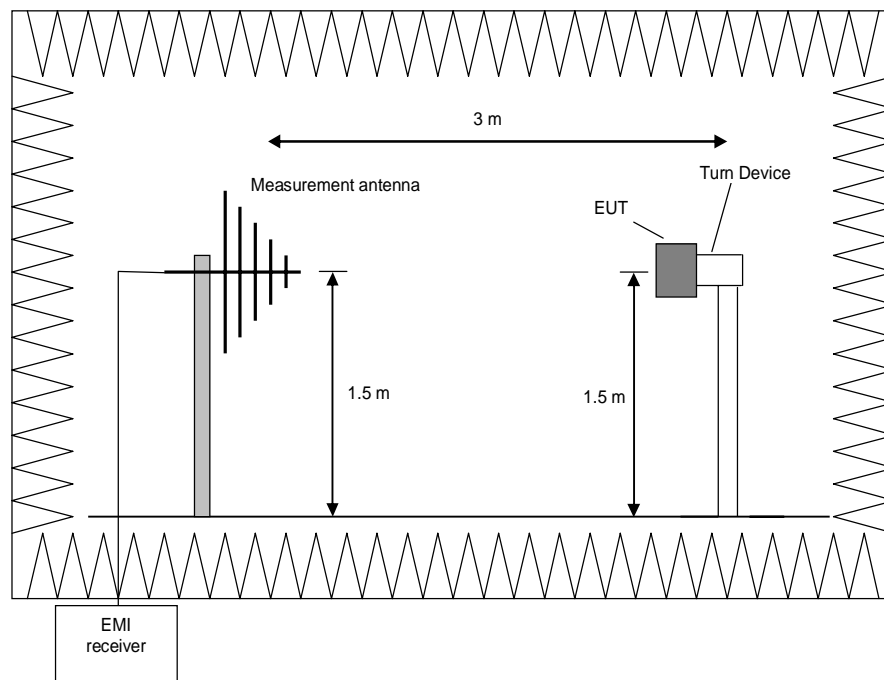 3 m
Measurement antenna
Turn Device
EUT
1.5 m
1.5 m
EMI
receiver